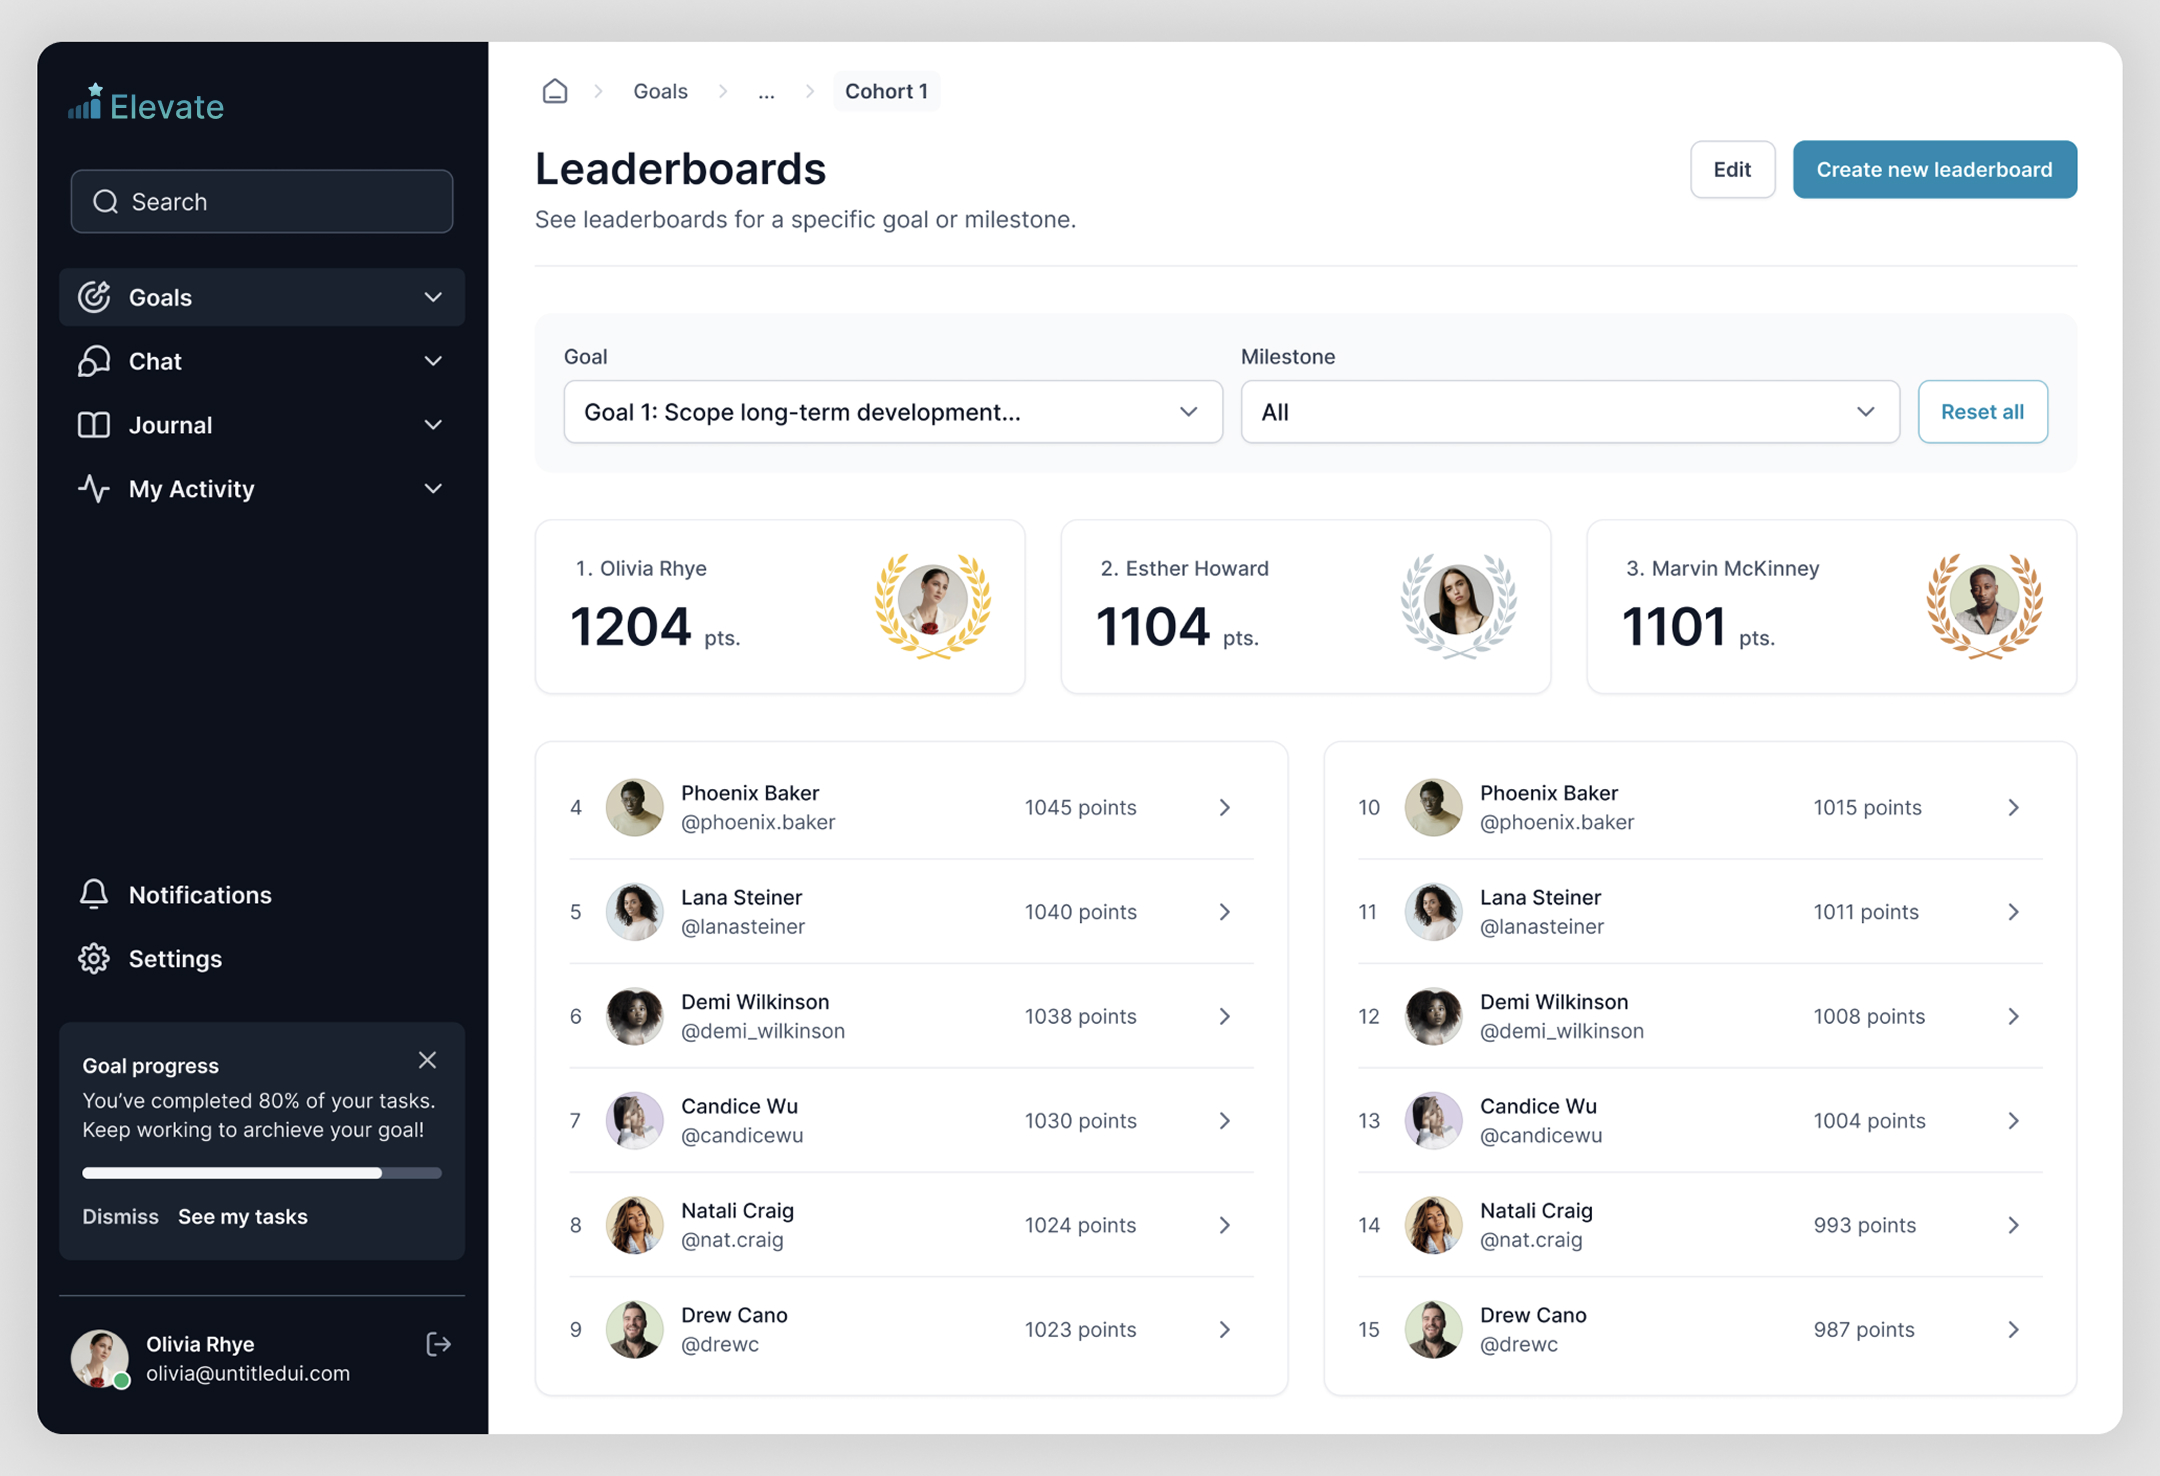 Elevate
Search
Goals
Chat
Journal
My Activity
Notifications
Settings
Goal progress
You’ve completed 80% of your tasks.
Keep working to archieve your goal!
Dismiss See my tasks
Olivia Rhye
olivia@untitledui.com
Goals ... Cohort 1
Leaderboards
See leaderboards for a specific goal or milestone.
Edit
Create new leaderboard
Goal
Goal 1: Scope long-term development...
Milestone
All
Reset all
1. Olivia Rhye
1204 pts.
2. Esther Howard
1104 pts.
3. Marvin McKinney
1101 pts.
4 Phoenix Baker 1045 points
@phoenix.baker
5 Lana Steiner 1040 points
@lanasteiner
6 Demi Wilkinson 1038 points
@demi_wilkinson
7 Candice Wu 1030 points
@candicewu
8 Natali Craig 1024 points
@nat.craig
9 Drew Cano 1023 points
@drewc
10 Phoenix Baker 1015 points
@phoenix.baker
11 Lana Steiner 1011 points
@lanasteiner
12 Demi Wilkinson 1008 points
@demi_wilkinson
13 Candice Wu 1004 points
@candicewu
14 Natali Craig 993 points
@nat.craig
15 Drew Cano 987 points
@drewc